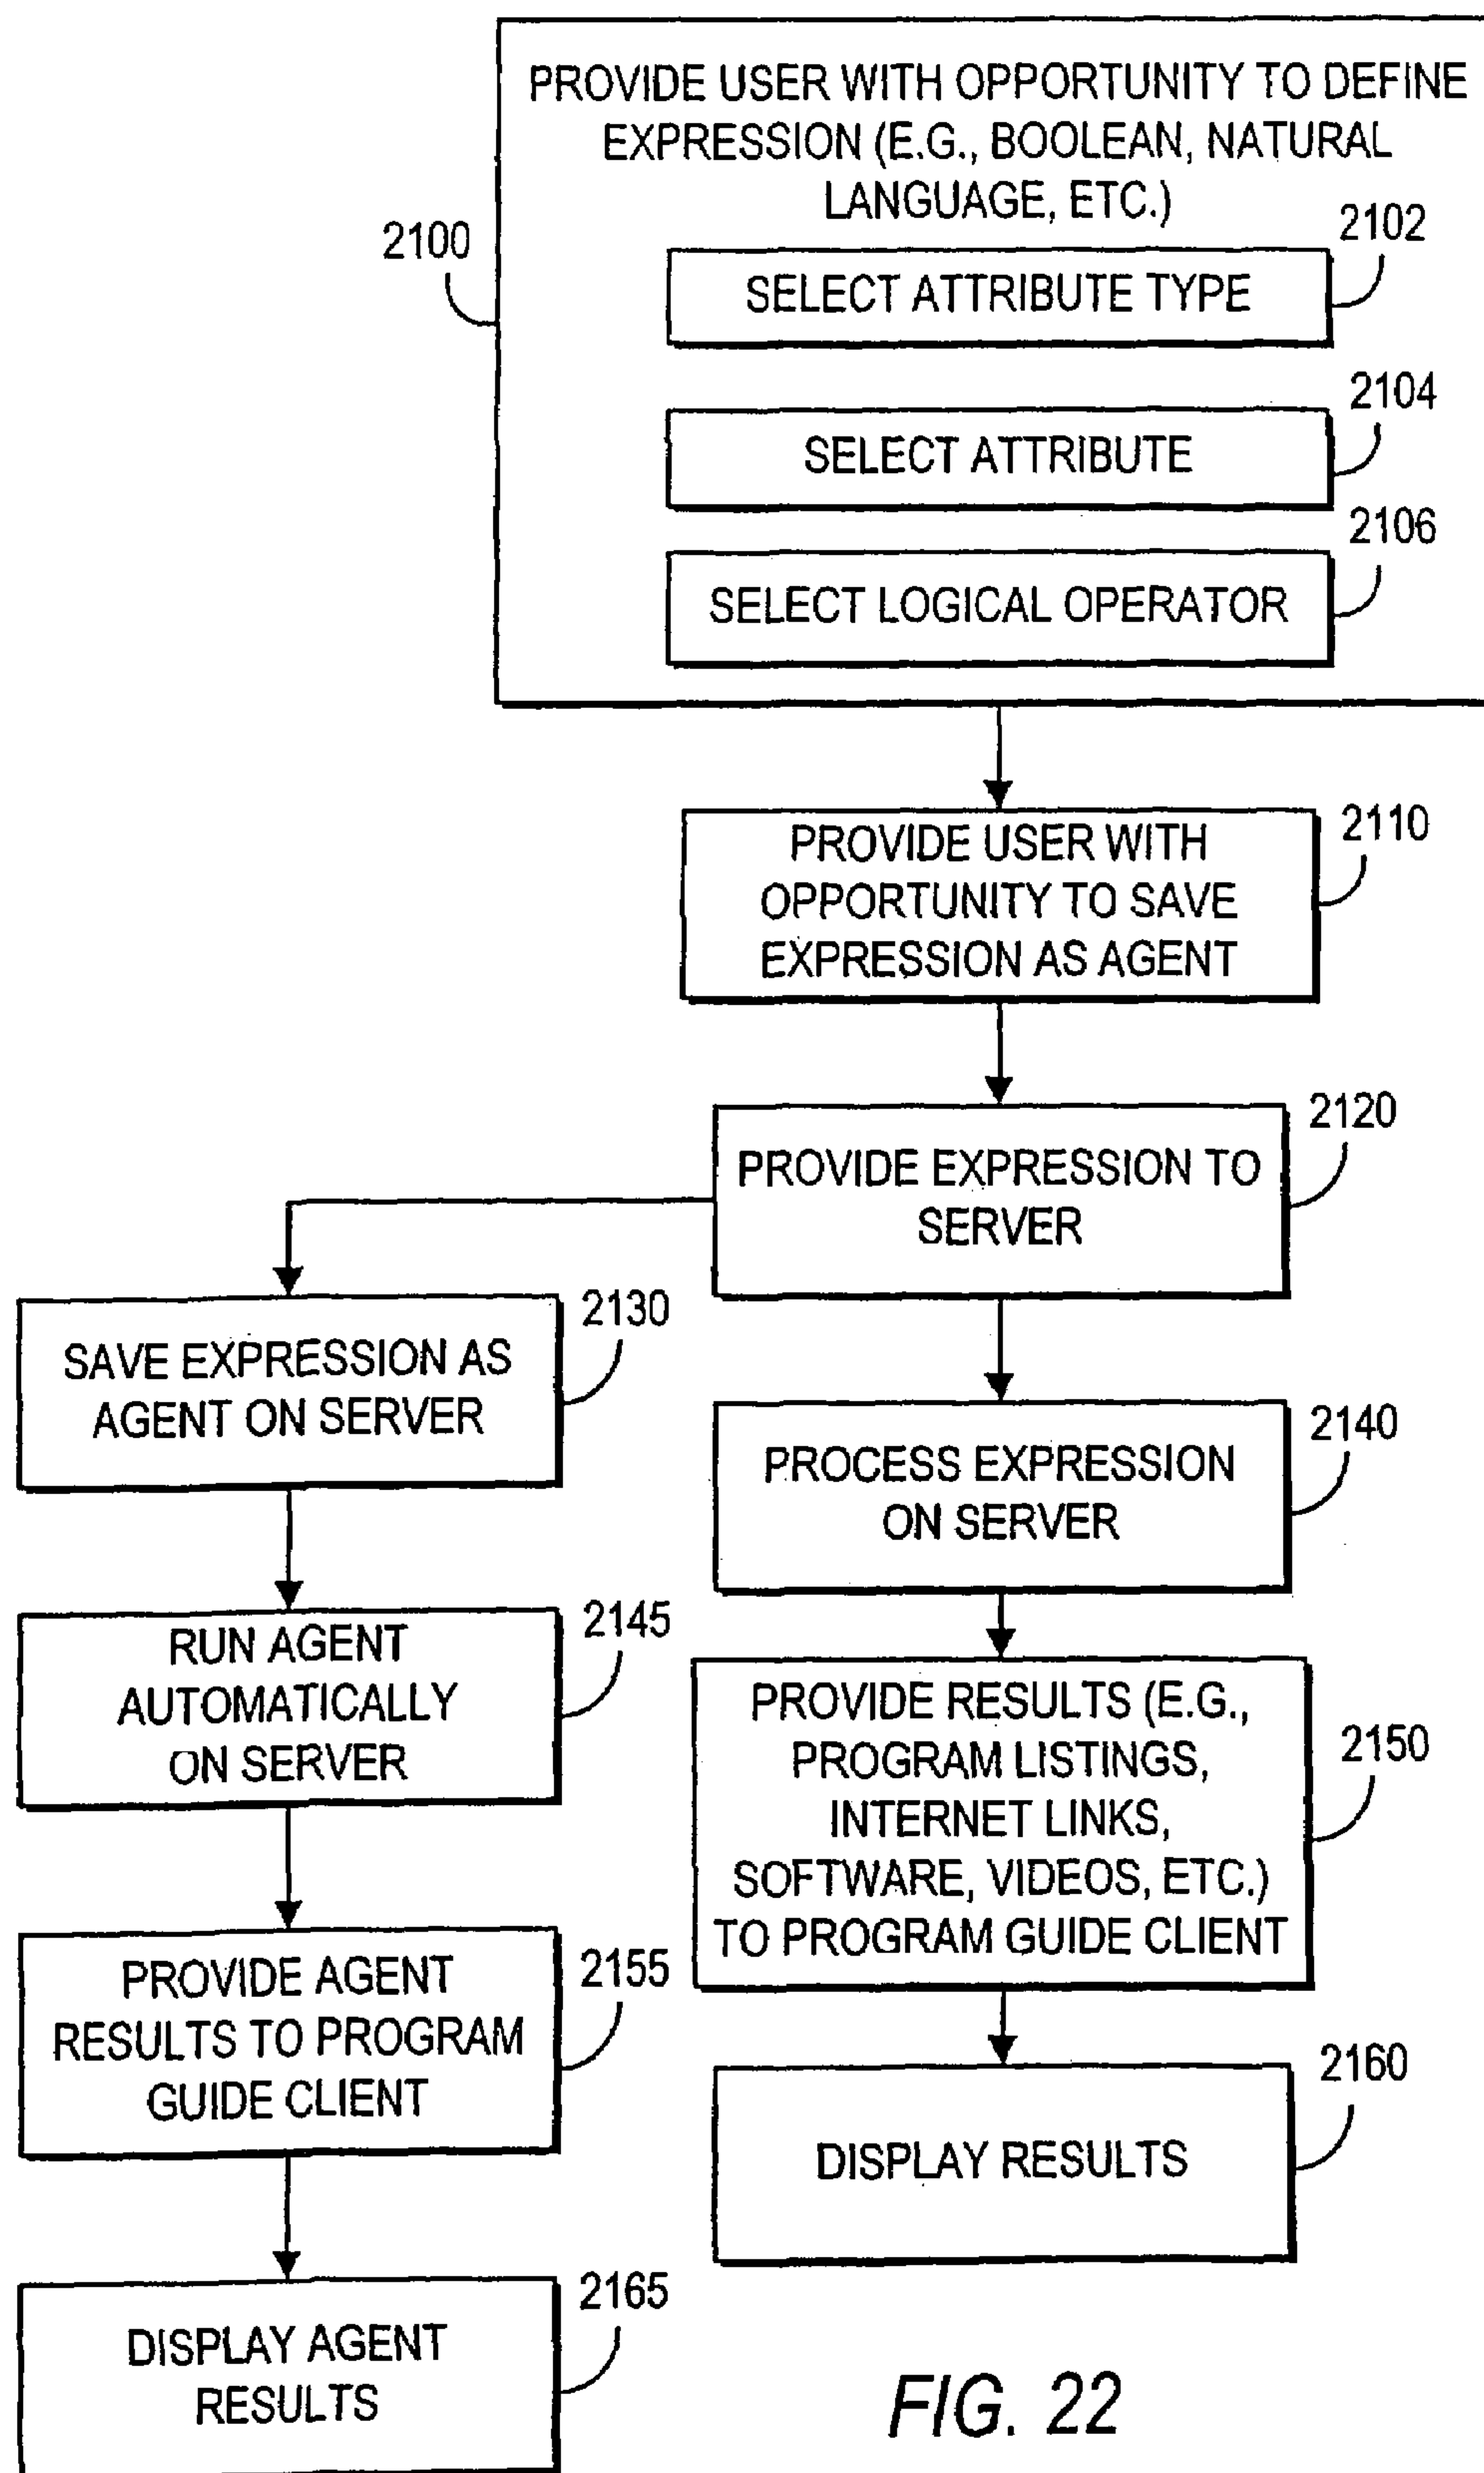 PROVIDE USER WITH OPPORTUNITY TO DEFINE
EXPRESSION (E.G., BOOLEAN, NATURAL
LANGUAGE, ETC.)
2100
2102
SELECT ATTRIBUTE TYPE
2104
SELECT ATTRIBUTE
2106
SELECT LOGICAL OPERATOR
2110
PROVIDE USER WITH
OPPORTUNITY TO SAVE
EXPRESSION AS AGENT
2120
PROVIDE EXPRESSION TO
SERVER
2130
SAVE EXPRESSION AS
AGENT ON SERVER
2140
PROCESS EXPRESSION
ON SERVER
2145
RUN AGENT
AUTOMATICALLY
ON SERVER
2150
PROVIDE RESULTS (E.G.,
PROGRAM LISTINGS,
INTERNET LINKS,
SOFTWARE, VIDEOS, ETC.)
TO PROGRAM GUIDE CLIENT
2155
PROVIDE AGENT
RESULTS TO PROGRAM
GUIDE CLIENT
2160
DISPLAY RESULTS
2165
DISPLAY AGENT
RESULTS
FIG. 22